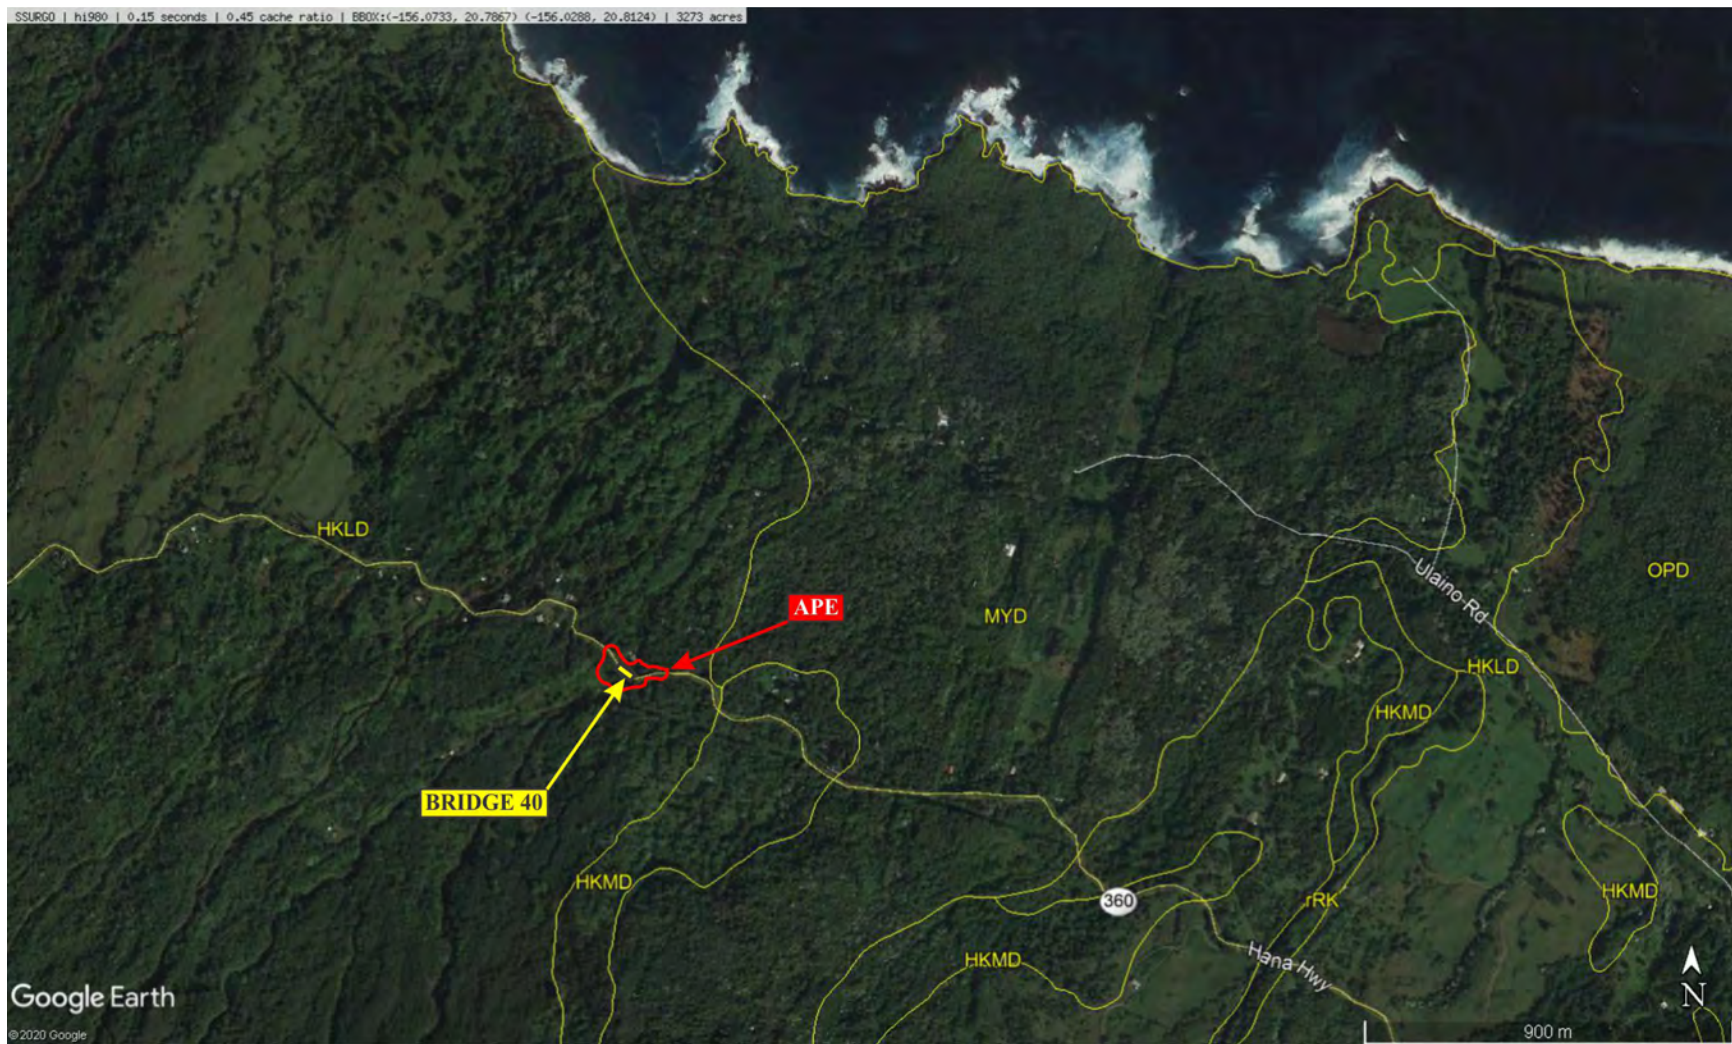 SSURGO | hi980 | 0.15 seconds | 0.45 cache ratio | BBOX:(-156.0733, 20.7867) (-156.0288, 20.8124) | 3273 acres
HKLD
APE
MYD
Ulaino Rd
OPD
HKLD
HKMD
BRIDGE 40
HKMD
360
rRK
HKMD
HKMD
Hana Hwy
N
Google Earth
©2020 Google
900 m